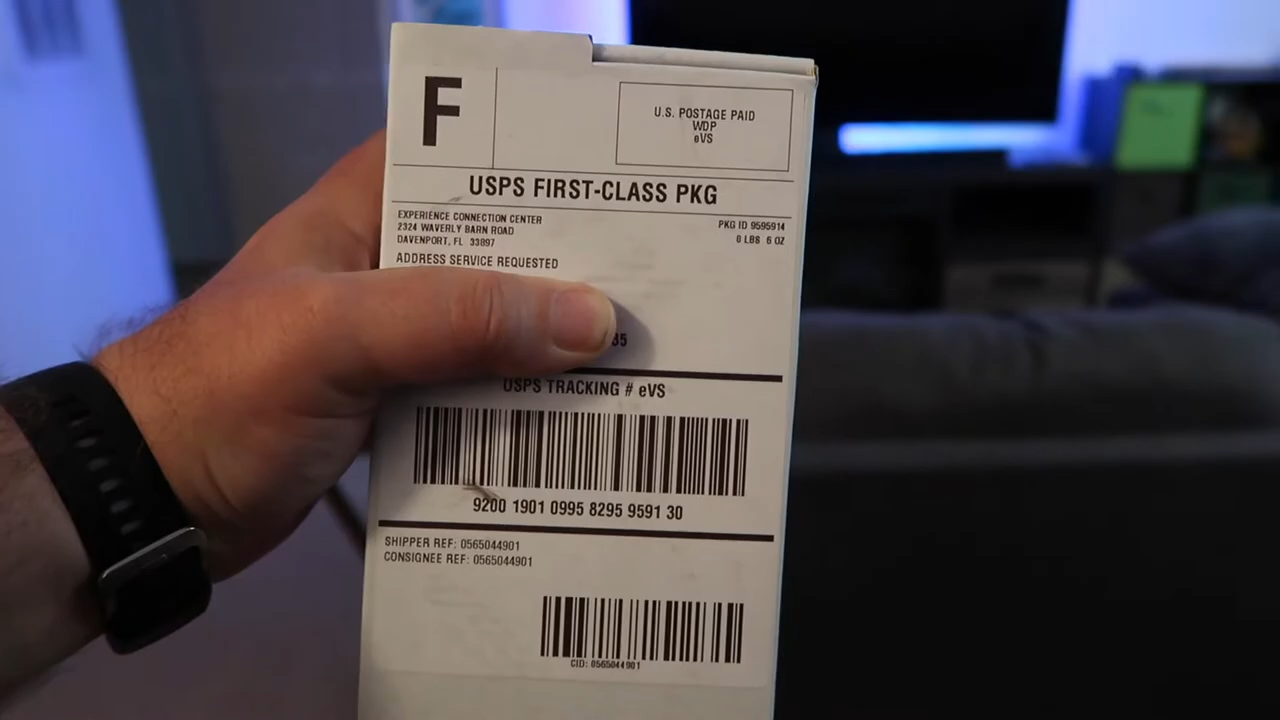 F
U.S. POSTAGE PAID
WDP
eVS
USPS FIRST-CLASS PKG
EXPERIENCE CONNECTION CENTER
2324 WAVERLY BARN ROAD
DAVENPORT, FL 33897
PKG ID 9595914
0 LBS 6 OZ
ADDRESS SERVICE REQUESTED
35
USPS TRACKING # eVS
9200 1901 0995 8295 9591 30
SHIPPER REF: 0565044901
CONSIGNEE REF: 0565044901
CID: 0565044901